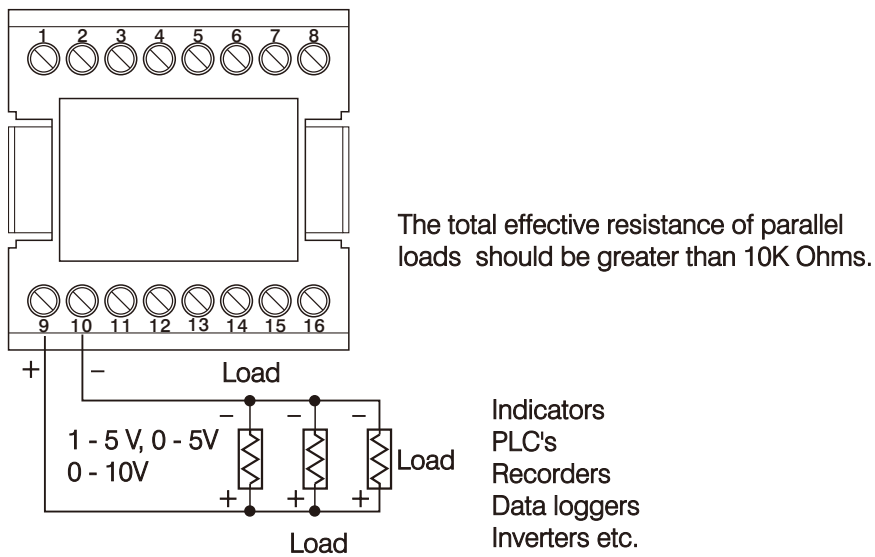 1 2 3 4 5 6 7 8
The total effective resistance of parallel
loads should be greater than 10K Ohms.
9 10 11 12 13 14 15 16
+ –
Load
– – –
1 - 5 V, 0 - 5V
0 - 10V
Load
+ + +
Load
Indicators
PLC's
Recorders
Data loggers
Inverters etc.